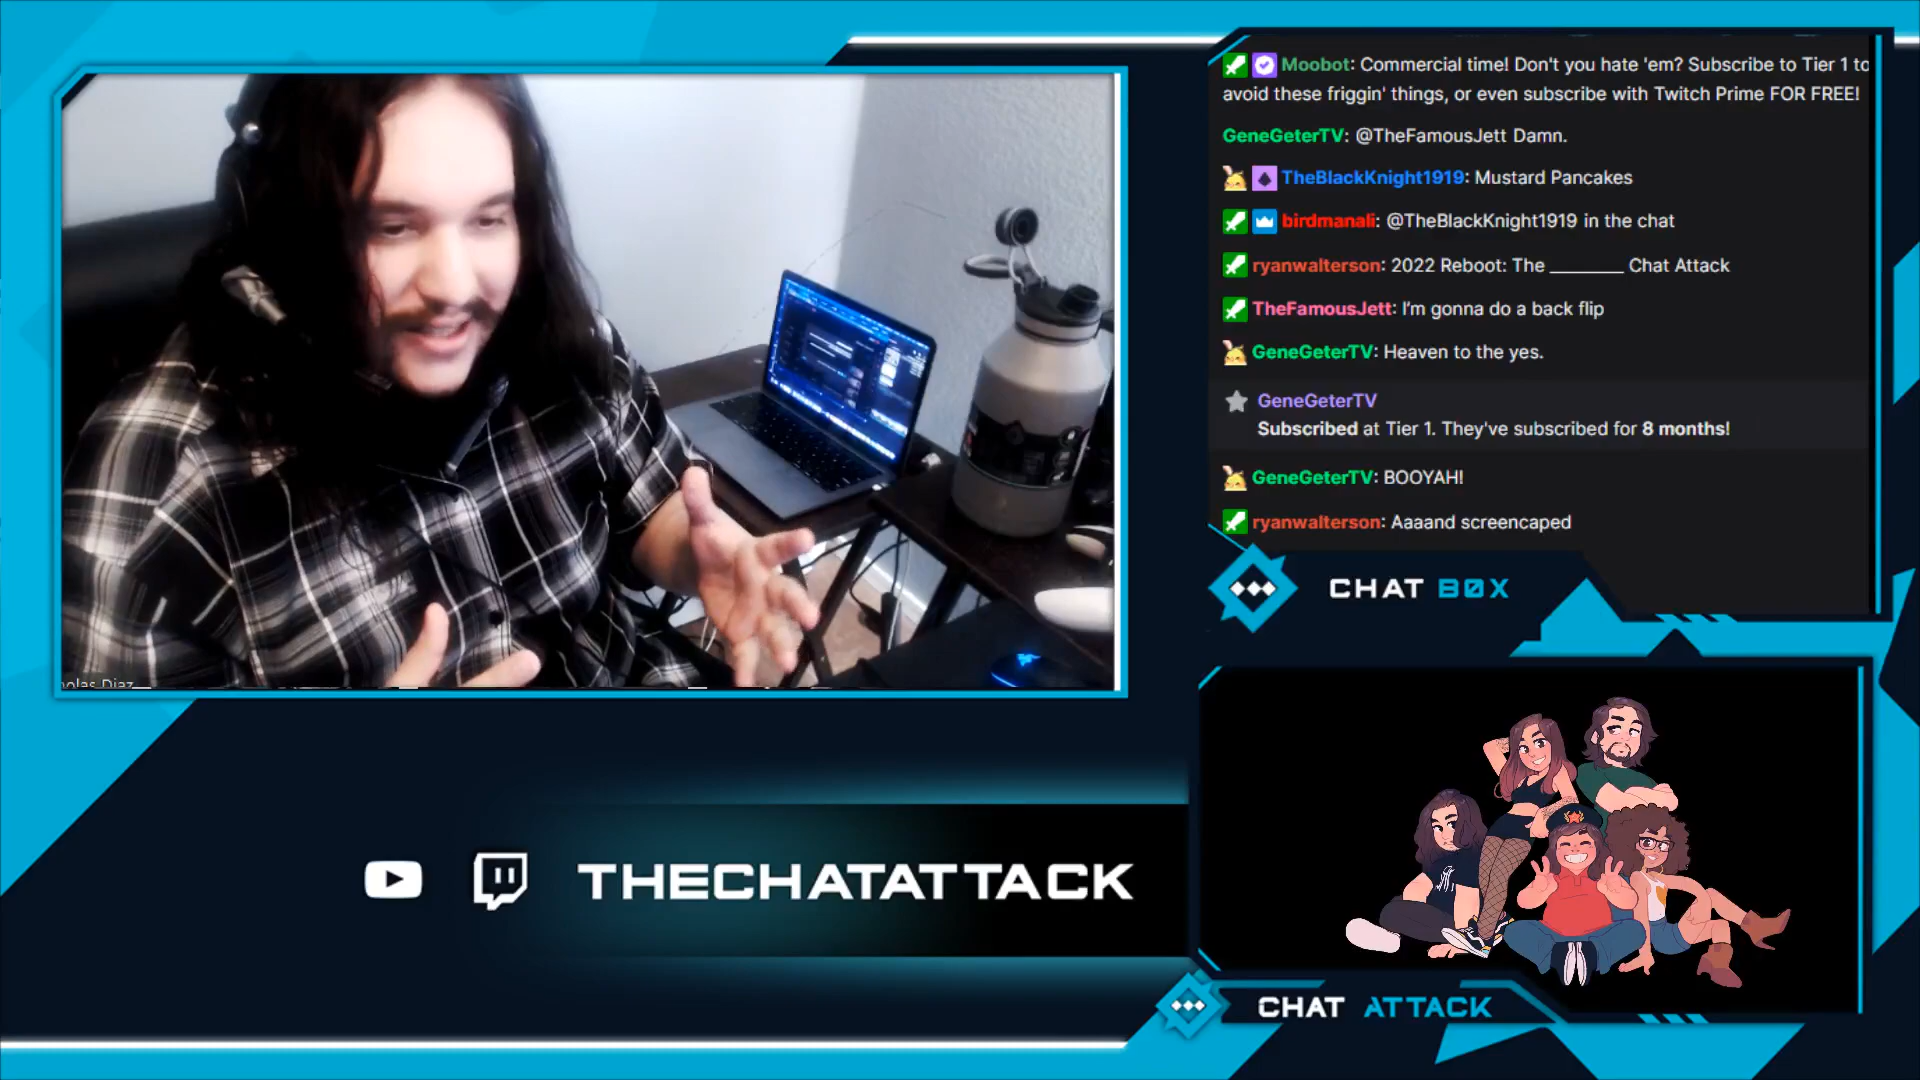 Moobot: Commercial time! Don't you hate 'em? Subscribe to Tier 1 to
avoid these friggin' things, or even subscribe with Twitch Prime FOR FREE!
GeneGeterTV: @TheFamousJett Damn.
TheBlackKnight1919: Mustard Pancakes
birdmanali: @TheBlackKnight1919 in the chat
ryanwalterson: 2022 Reboot: The ________ Chat Attack
TheFamousJett: I'm gonna do a back flip
GeneGeterTV: Heaven to the yes.
GeneGeterTV
Subscribed at Tier 1. They've subscribed for 8 months!
GeneGeterTV: BOOYAH!
ryanwalterson: Aaaand screencaped
CHAT B0X
olas Diaz
THECHATATTACK
CHAT ATTACK